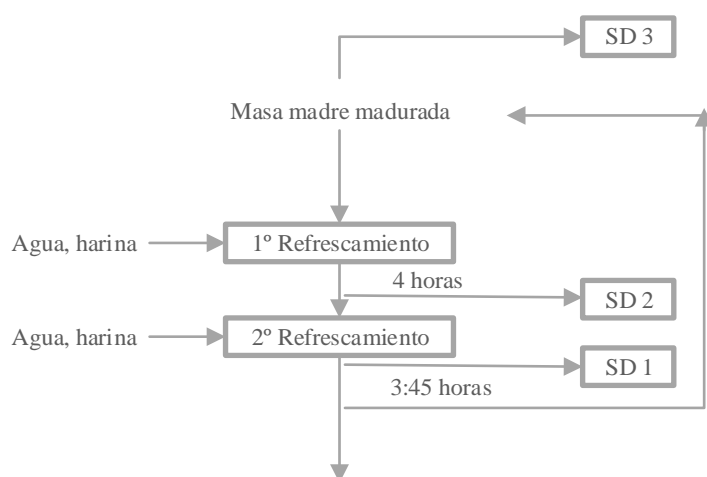 SD 3
Masa madre madurada
Agua, harina
1º Refrescamiento
4 horas
SD 2
Agua, harina
2º Refrescamiento
SD 1
3:45 horas